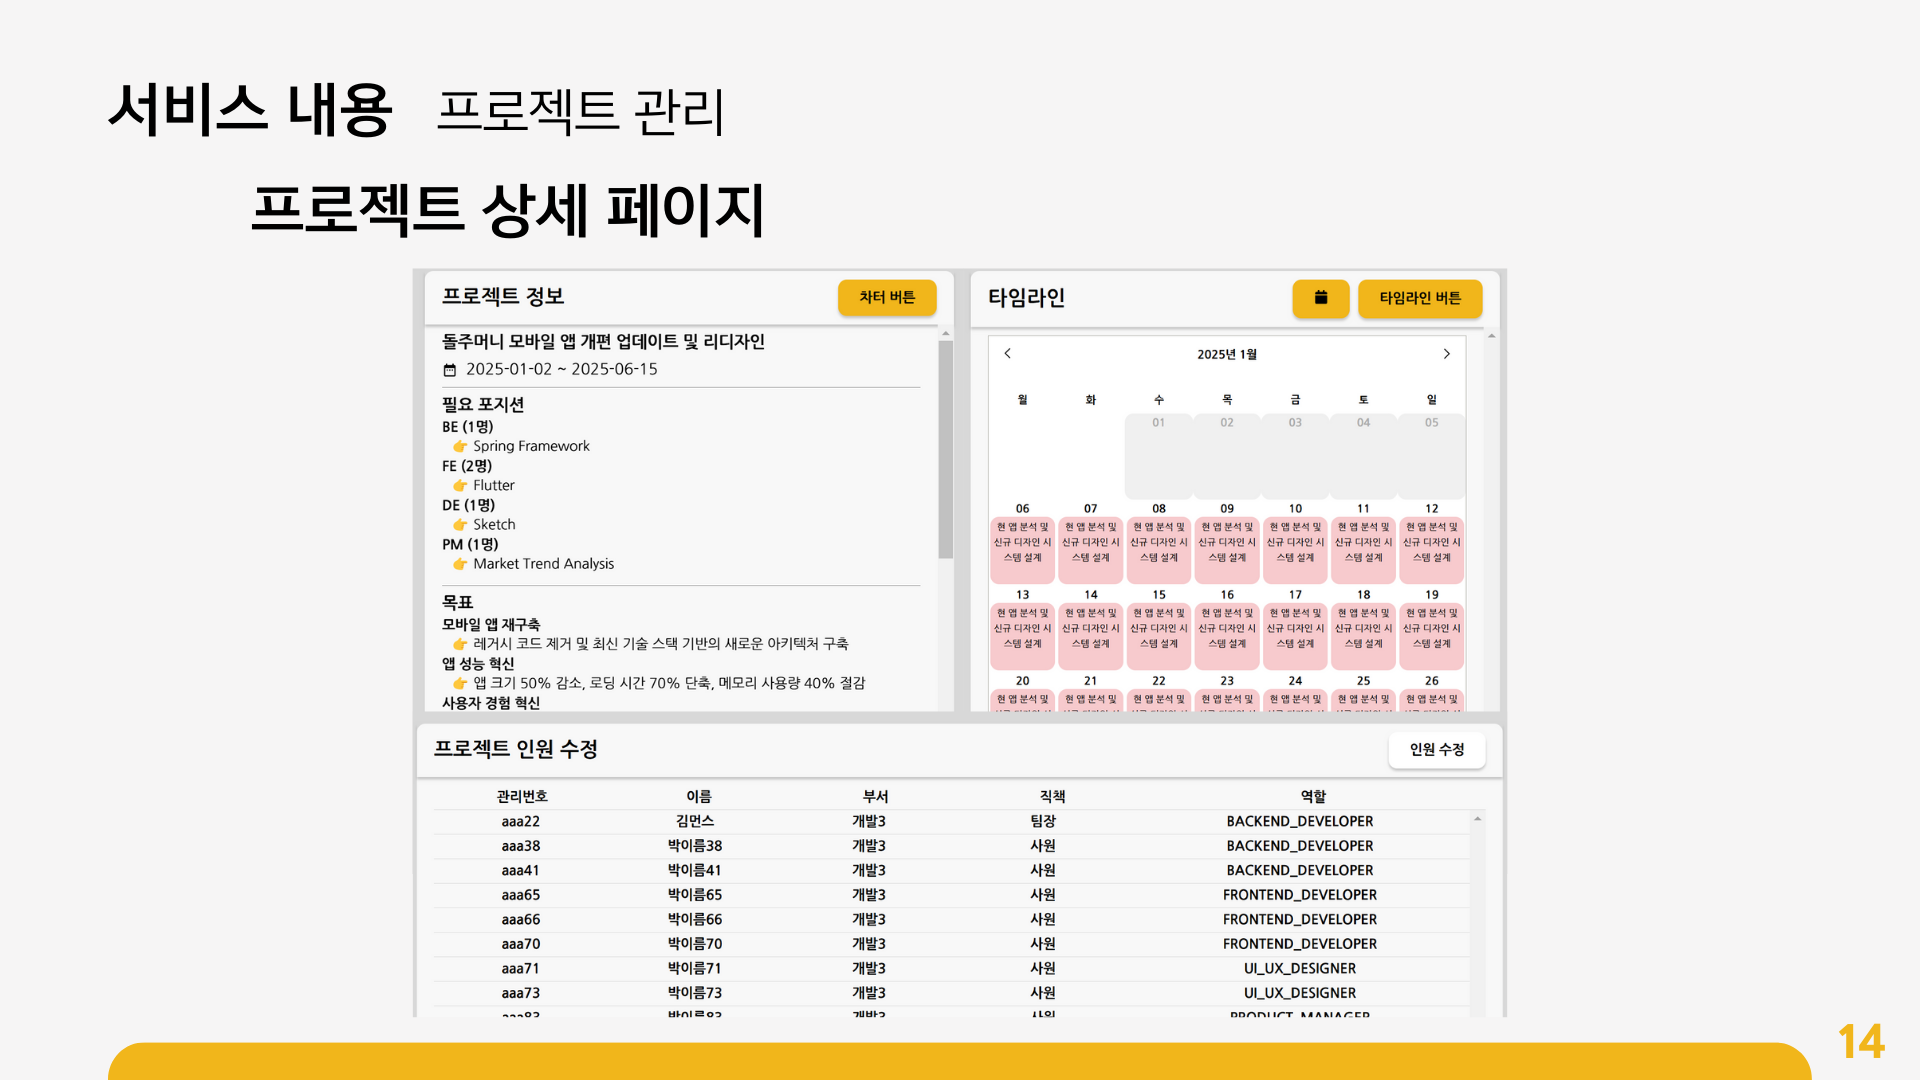 서비스 내용 프로젝트 관리
프로젝트 상세 페이지
프로젝트 정보
차터 버튼
돌주머니 모바일 앱 개편 업데이트 및 리디자인
2025-01-02 ~ 2025-06-15
필요 포지션
BE (1명)
👉 Spring Framework
FE (2명)
👉 Flutter
DE (1명)
👉 Sketch
PM (1명)
👉 Market Trend Analysis
목표
모바일 앱 재구축
👉 레거시 코드 제거 및 최신 기술 스택 기반의 새로운 아키텍처 구축
앱 성능 혁신
👉 앱 크기 50% 감소, 로딩 시간 70% 단축, 메모리 사용량 40% 절감
사용자 경험 혁신
타임라인
타임라인 버튼
2025년 1월
월 화 수 목 금 토 일
01 02 03 04 05
06 07 08 09 10 11 12
현 앱 분석 및 현 앱 분석 및 현 앱 분석 및 현 앱 분석 및 현 앱 분석 및 현 앱 분석 및 현 앱 분석 및
신규 디자인 시 신규 디자인 시 신규 디자인 시 신규 디자인 시 신규 디자인 시 신규 디자인 시 신규 디자인 시
스템 설계 스템 설계 스템 설계 스템 설계 스템 설계 스템 설계 스템 설계
13 14 15 16 17 18 19
현 앱 분석 및 현 앱 분석 및 현 앱 분석 및 현 앱 분석 및 현 앱 분석 및 현 앱 분석 및 현 앱 분석 및
신규 디자인 시 신규 디자인 시 신규 디자인 시 신규 디자인 시 신규 디자인 시 신규 디자인 시 신규 디자인 시
스템 설계 스템 설계 스템 설계 스템 설계 스템 설계 스템 설계 스템 설계
20 21 22 23 24 25 26
현 앱 분석 및 현 앱 분석 및 현 앱 분석 및 현 앱 분석 및 현 앱 분석 및 현 앱 분석 및 현 앱 분석 및
프로젝트 인원 수정
인원 수정
관리번호 이름 부서 직책 역할
aaa22 김먼스 개발3 팀장 BACKEND_DEVELOPER
aaa38 박이름38 개발3 사원 BACKEND_DEVELOPER
aaa41 박이름41 개발3 사원 BACKEND_DEVELOPER
aaa65 박이름65 개발3 사원 FRONTEND_DEVELOPER
aaa66 박이름66 개발3 사원 FRONTEND_DEVELOPER
aaa70 박이름70 개발3 사원 FRONTEND_DEVELOPER
aaa71 박이름71 개발3 사원 UI_UX_DESIGNER
aaa73 박이름73 개발3 사원 UI_UX_DESIGNER
14